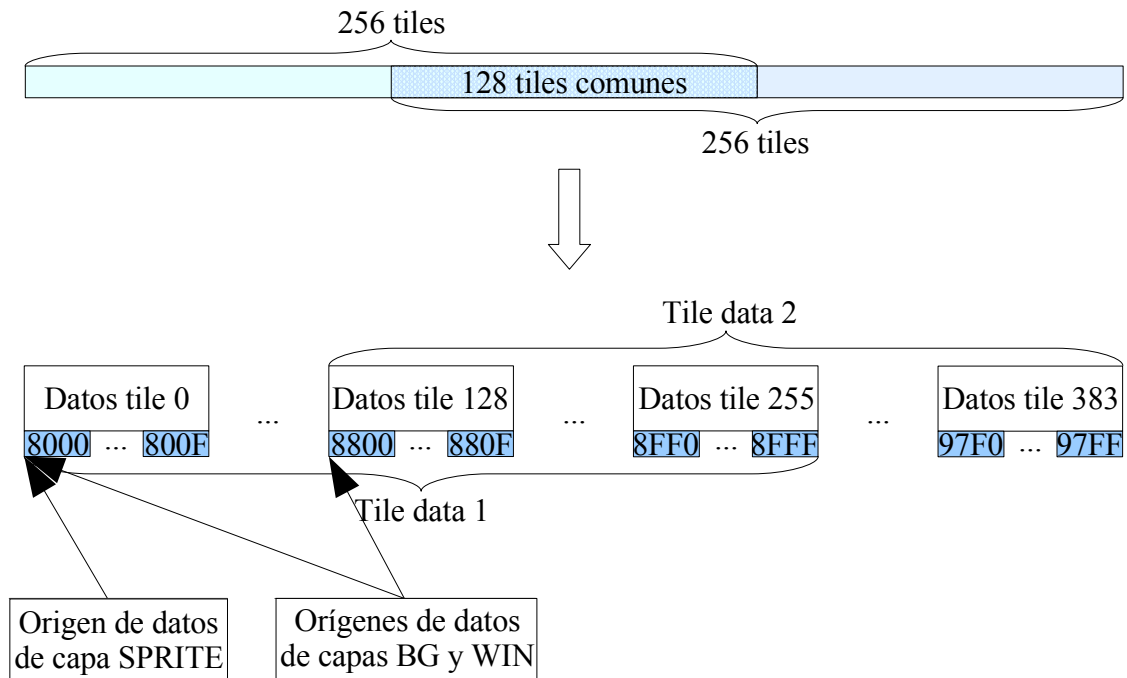 256 tiles
128 tiles comunes
256 tiles
Tile data 2
Datos tile 0 ... Datos tile 128 ... Datos tile 255 ... Datos tile 383
8000 ... 800F 8800 ... 880F 8FF0 ... 8FFF 97F0 ... 97FF
Tile data 1
Origen de datos
de capa SPRITE
Orígenes de datos
de capas BG y WIN